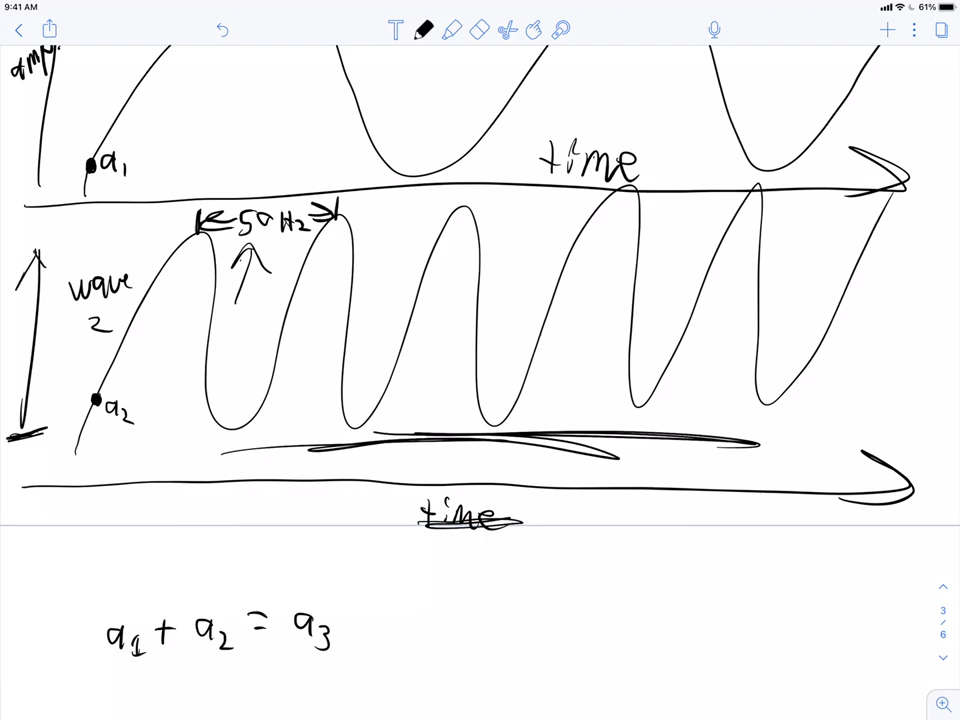 9:41 AM
61%
T
amp.
a1
time
50 Hz
wave
2
a2
time
3
/
6
a1 + a2 = a3